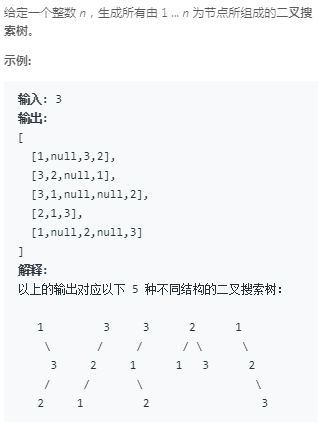 给定一个整数 n，生成所有由 1 ... n 为节点所组成的二叉搜
索树。
示例:
输入: 3
输出:
[
  [1,null,3,2],
  [3,2,null,1],
  [3,1,null,null,2],
  [2,1,3],
  [1,null,2,null,3]
]
解释:
以上的输出对应以下 5 种不同结构的二叉搜索树:
   1         3     3      2      1
    \       /     /      / \      \
     3     2     1      1   3      2
    /     /       \                 \
   2     1         2                 3